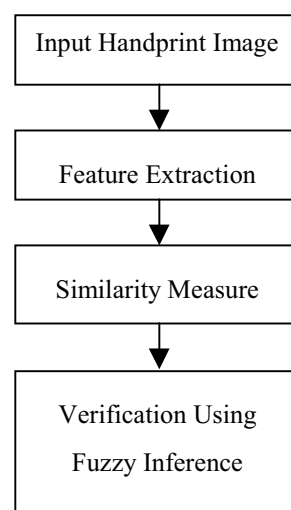 Input Handprint Image
Feature Extraction
Similarity Measure
Verification Using
Fuzzy Inference